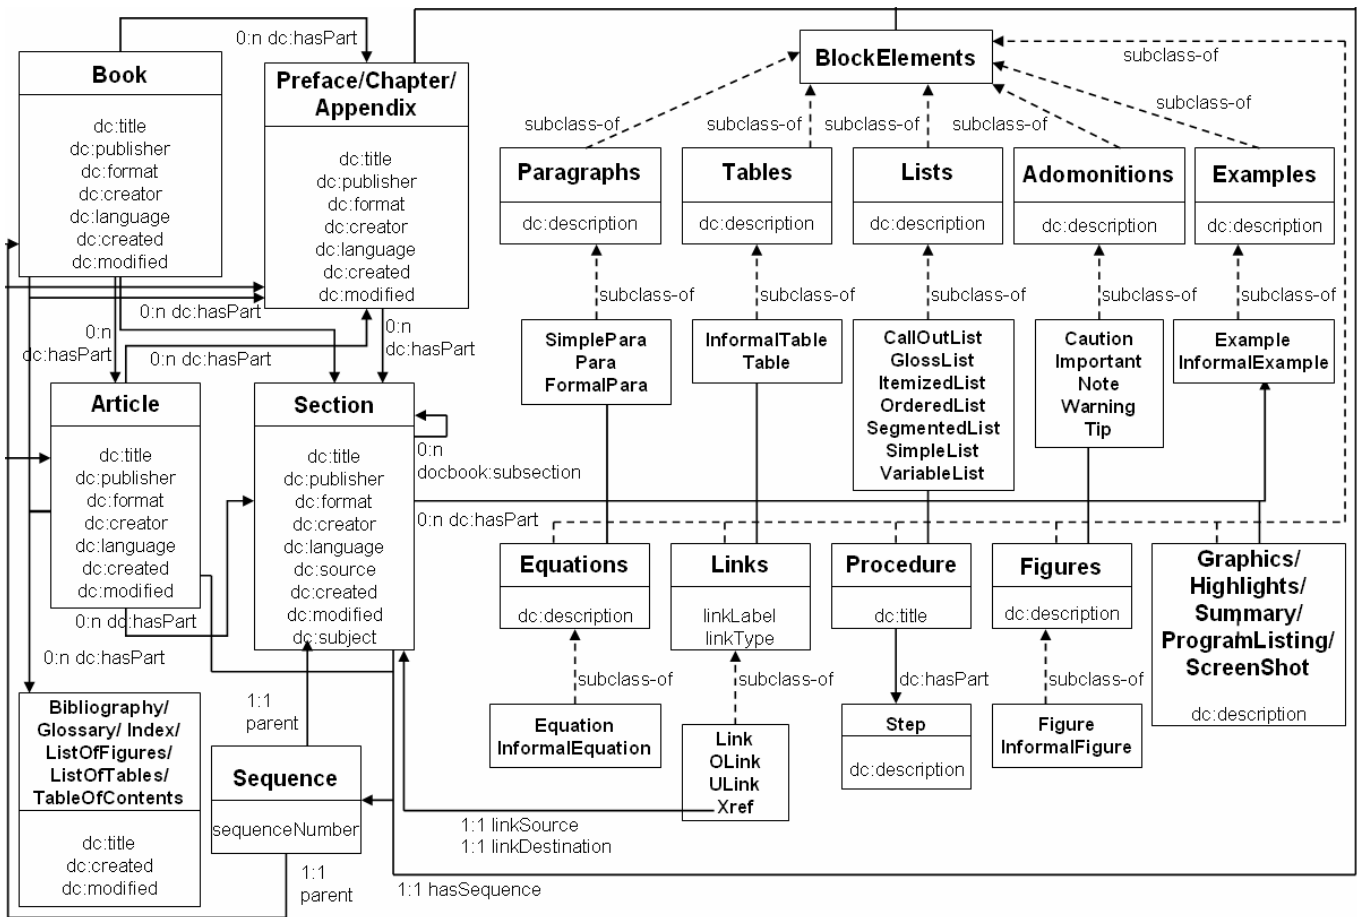 0:n dc:hasPart
Book
dc:title
dc:publisher
dc:format
dc:creator
dc:language
dc:created
dc:modified
Preface/Chapter/
Appendix
dc:title
dc:publisher
dc:format
dc:creator
dc:language
dc:created
dc:modified
BlockElements
subclass-of
subclass-of
subclass-of
subclass-of
subclass-of
subclass-of
Paragraphs
dc:description
Tables
dc:description
Lists
dc:description
Adomonitions
dc:description
Examples
dc:description
subclass-of
subclass-of
subclass-of
subclass-of
subclass-of
0:n dc:hasPart
0:n
dc:hasPart
0:n dc:hasPart
0:n
dc:hasPart
SimplePara
Para
FormalPara
InformalTable
Table
CallOutList
GlossList
ItemizedList
OrderedList
SegmentedList
SimpleList
VariableList
Caution
Important
Note
Warning
Tip
Example
InformalExample
Article
dc:title
dc:publisher
dc:format
dc:creator
dc:language
dc:created
dc:modified
Section
dc:title
dc:publisher
dc:format
dc:creator
dc:language
dc:source
dc:created
dc:modified
dc:subject
0:n
docbook:subsection
0:n dc:hasPart
0:n dc:hasPart
0:n dc:hasPart
Equations
dc:description
Links
linkLabel
linkType
Procedure
dc:title
Figures
dc:description
Graphics/
Highlights/
Summary/
ProgramListing/
ScreenShot
dc:description
subclass-of
subclass-of
dc:hasPart
subclass-of
Equation
InformalEquation
Link
OLink
ULink
Xref
Step
dc:description
Figure
InformalFigure
Bibliography/
Glossary/ Index/
ListOfFigures/
ListOfTables/
TableOfContents
dc:title
dc:created
dc:modified
1:1
parent
Sequence
sequenceNumber
1:1
parent
1:1 linkSource
1:1 linkDestination
1:1 hasSequence